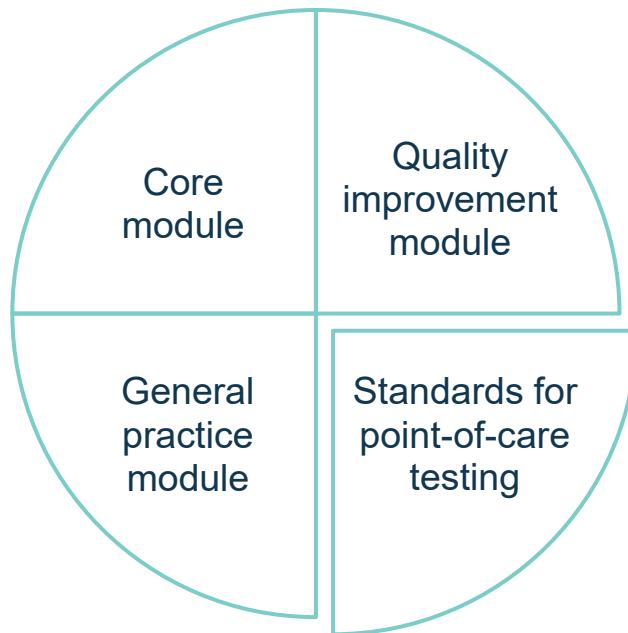 Core
module
Quality
improvement
module
General
practice
module
Standards for
point-of-care
testing